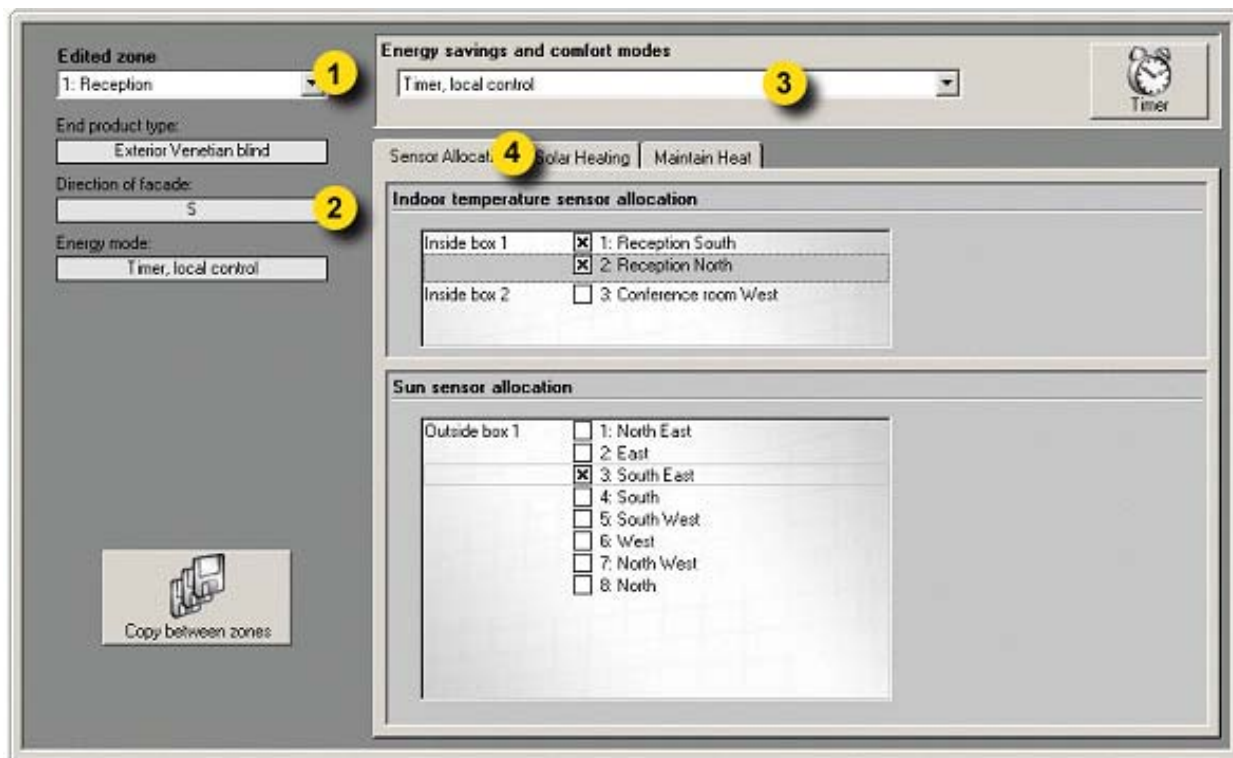 Edited zone
1: Reception
1
End product type:
Exterior Venetian blind
Direction of facade:
S
2
Energy mode:
Timer, local control
Copy between zones
Energy savings and comfort modes
Timer, local control
3
Timer
Sensor Allocati
4
olar Heating
Maintain Heat
Indoor temperature sensor allocation
Inside box 1 1: Reception South
2: Reception North
Inside box 2 3: Conference room West
Sun sensor allocation
Outside box 1 1: North East
2: East
3: South East
4: South
5: South West
6: West
7: North West
8: North